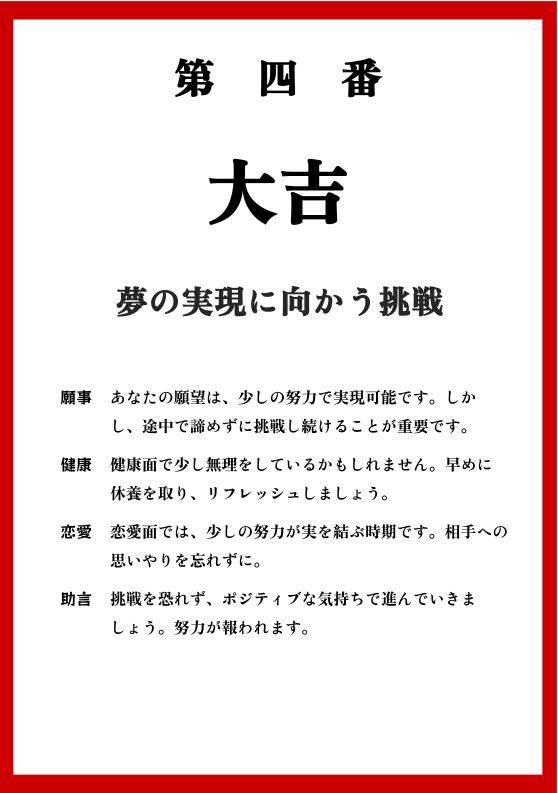 第 四 番
大吉
夢の実現に向かう挑戦
願事 あなたの願望は、少しの努力で実現可能です。しか
し、途中で諦めずに挑戦し続けることが重要です。
健康 健康面で少し無理をしているかもしれません。早めに
休養を取り、リフレッシュしましょう。
恋愛 恋愛面では、少しの努力が実を結ぶ時期です。相手への
思いやりを忘れずに。
助言 挑戦を恐れず、ポジティブな気持ちで進んでいきま
しょう。努力が報われます。